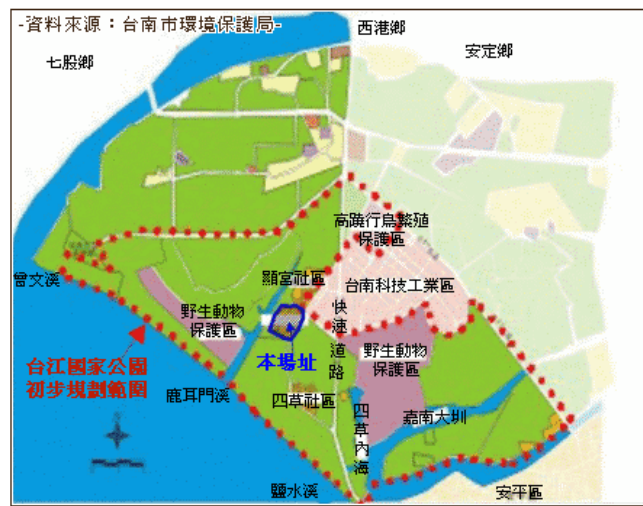 -資料來源：台南市環境保護局-
西港鄉
安定鄉
七股鄉
高蹺行鳥繁殖
保護區
顯宮社區
台南科技工業區
曾文溪
野生動物
保護區
快速道路
本場址
野生動物
保護區
台江國家公園
初步規劃範圍
鹿耳門溪
四草社區
四草內海
嘉南大圳
鹽水溪
安平區